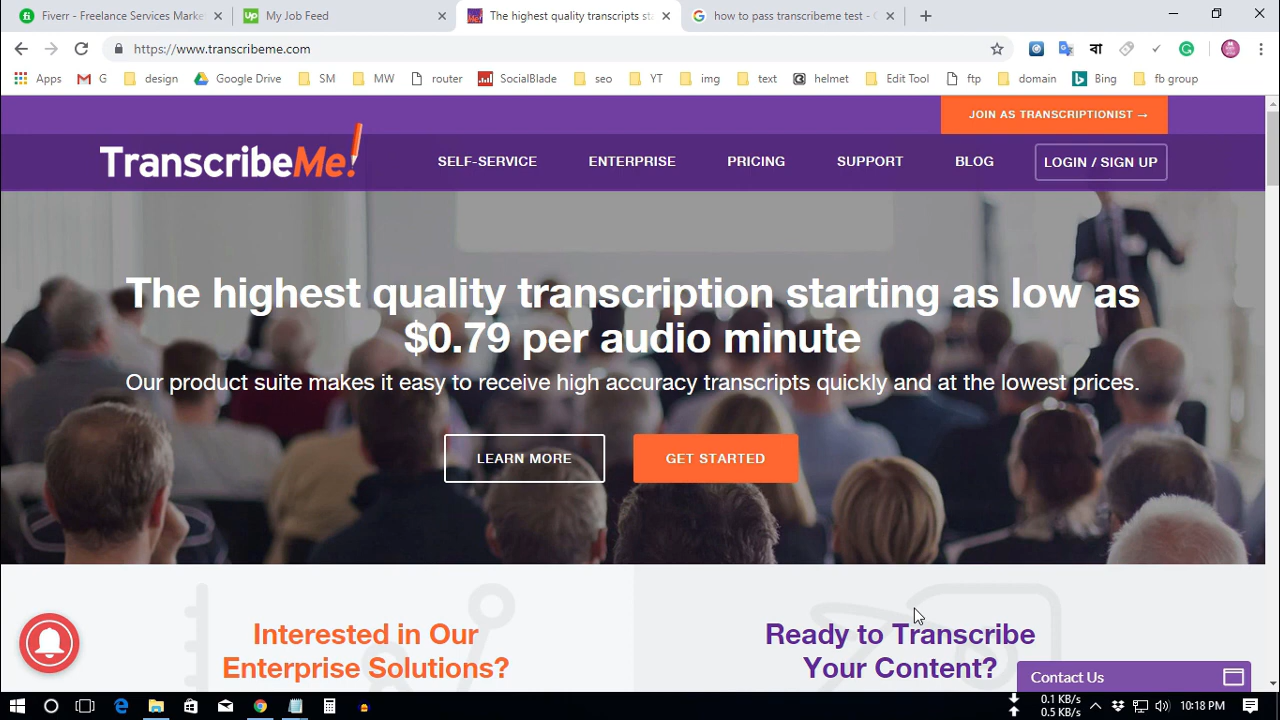 Fiverr - Freelance Services Marke
My Job Feed
The highest quality transcripts sta
how to pass transcribeme test - G
https://www.transcribeme.com
Apps
G
design
Google Drive
SM
MW
router
SocialBlade
seo
YT
img
text
helmet
Edit Tool
ftp
domain
Bing
fb group
JOIN AS TRANSCRIPTIONIST →
TranscribeMe!
SELF-SERVICE
ENTERPRISE
PRICING
SUPPORT
BLOG
LOGIN / SIGN UP
The highest quality transcription starting as low as
$0.79 per audio minute
Our product suite makes it easy to receive high accuracy transcripts quickly and at the lowest prices.
LEARN MORE
GET STARTED
Interested in Our
Enterprise Solutions?
Ready to Transcribe
Your Content?
Contact Us
0.1 KB/s
0.5 KB/s
10:18 PM